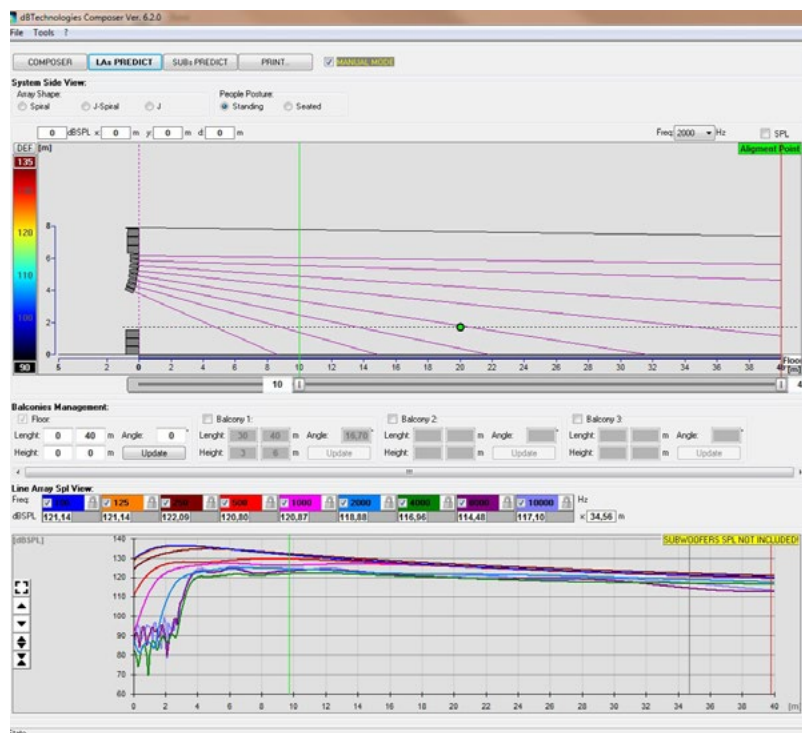 dBTechnologies Composer Ver. 6.2.0
File Tools ?
COMPOSER LAs PREDICT SUBs PREDICT PRINT... MANUAL MODE
System Side View:
Array Shape: People Posture:
Spiral J-Spiral J Standing Seated
0 dBSPL x: 0 m y: 0 m d: 0 m Freq: 2000 Hz SPL
DEF [m] Alignment Point
135
120
110
100
90
8
6
4
2
0
5 2 0 2 4 6 8 10 12 14 16 18 20 22 24 26 28 30 32 34 36 38 40 Floor [m]
10
Balconies Management:
Floor: Balcony 1: Balcony 2: Balcony 3:
Lenght: 0 40 m Angle: 0 ° Lenght: 30 40 m Angle: 16,70 ° Lenght: m Angle: ° Lenght: m Angle:
Height: 0 0 m Update Height: 3 6 m Update Height: m Update Height: m Update
Line Array Spl View:
Freq: 125 250 500 1000 2000 4000 8000 10000 Hz
dBSPL 121,14 121,14 122,09 120,80 120,87 118,88 116,96 114,48 117,10 x: 34,56 m
[dBSPL] SUBWOOFERS SPL NOT INCLUDED!
140
130
120
110
100
90
80
70
60
0 2 4 6 8 10 12 14 16 18 20 22 24 26 28 30 32 34 36 38 40 [m]